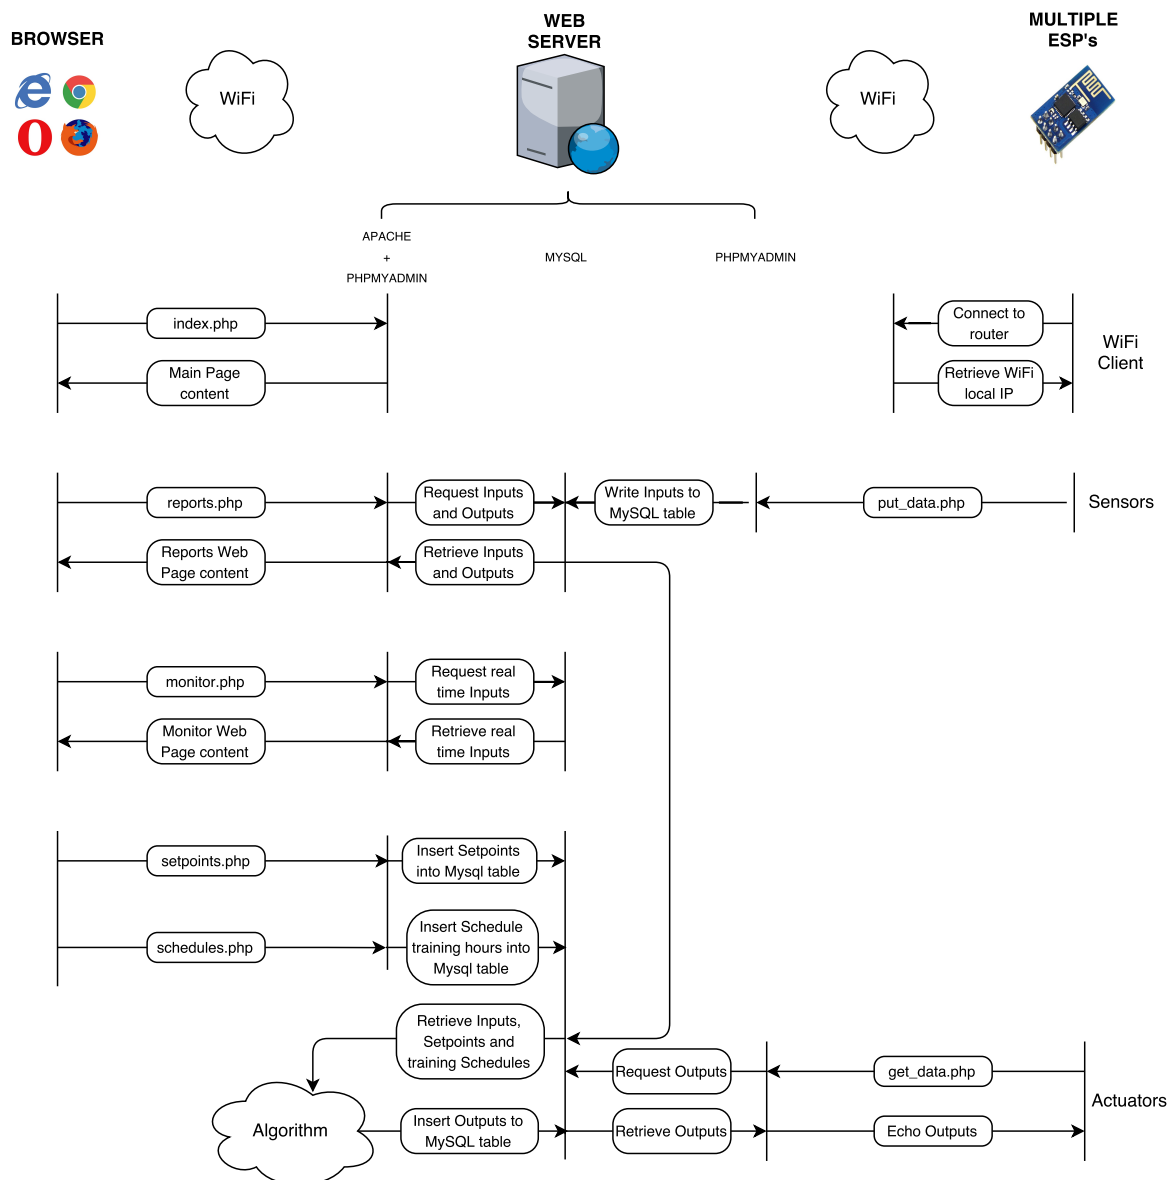 BROWSER
WiFi
WEB
SERVER
WiFi
MULTIPLE
ESP's
APACHE
+
PHPMYADMIN
MYSQL
PHPMYADMIN
index.php
Main Page
content
Connect to
router
Retrieve WiFi
local IP
WiFi
Client
reports.php
Request Inputs
and Outputs
Write Inputs to
MySQL table
put_data.php
Sensors
Reports Web
Page content
Retrieve Inputs
and Outputs
monitor.php
Request real
time Inputs
Monitor Web
Page content
Retrieve real
time Inputs
setpoints.php
Insert Setpoints
into Mysql table
schedules.php
Insert Schedule
training hours into
Mysql table
Retrieve Inputs,
Setpoints and
training Schedules
Request Outputs
get_data.php
Actuators
Algorithm
Insert Outputs to
MySQL table
Retrieve Outputs
Echo Outputs